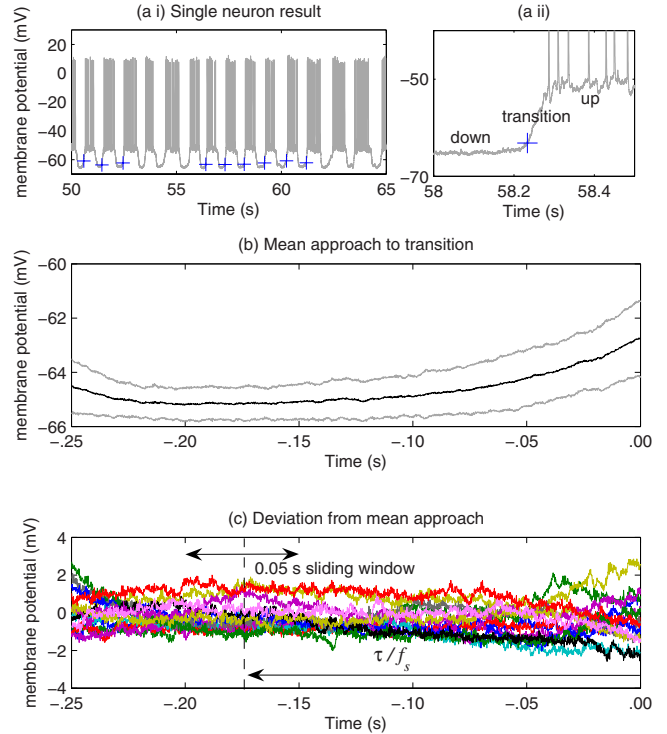 (a i) Single neuron result
(a ii)
membrane potential (mV)
20
0
−20
−40
−60
50
55
60
65
Time (s)
−50
−70
down
transition
up
58
58.2
58.4
Time (s)
(b) Mean approach to transition
membrane potential (mV)
−60
−62
−64
−66
−.25
−.20
−.15
−.10
−.05
.00
Time (s)
(c) Deviation from mean approach
membrane potential (mV)
4
2
0
−2
−4
0.05 s sliding window
τ/fs
−.25
−.20
−.15
−.10
−.05
.00
Time (s)